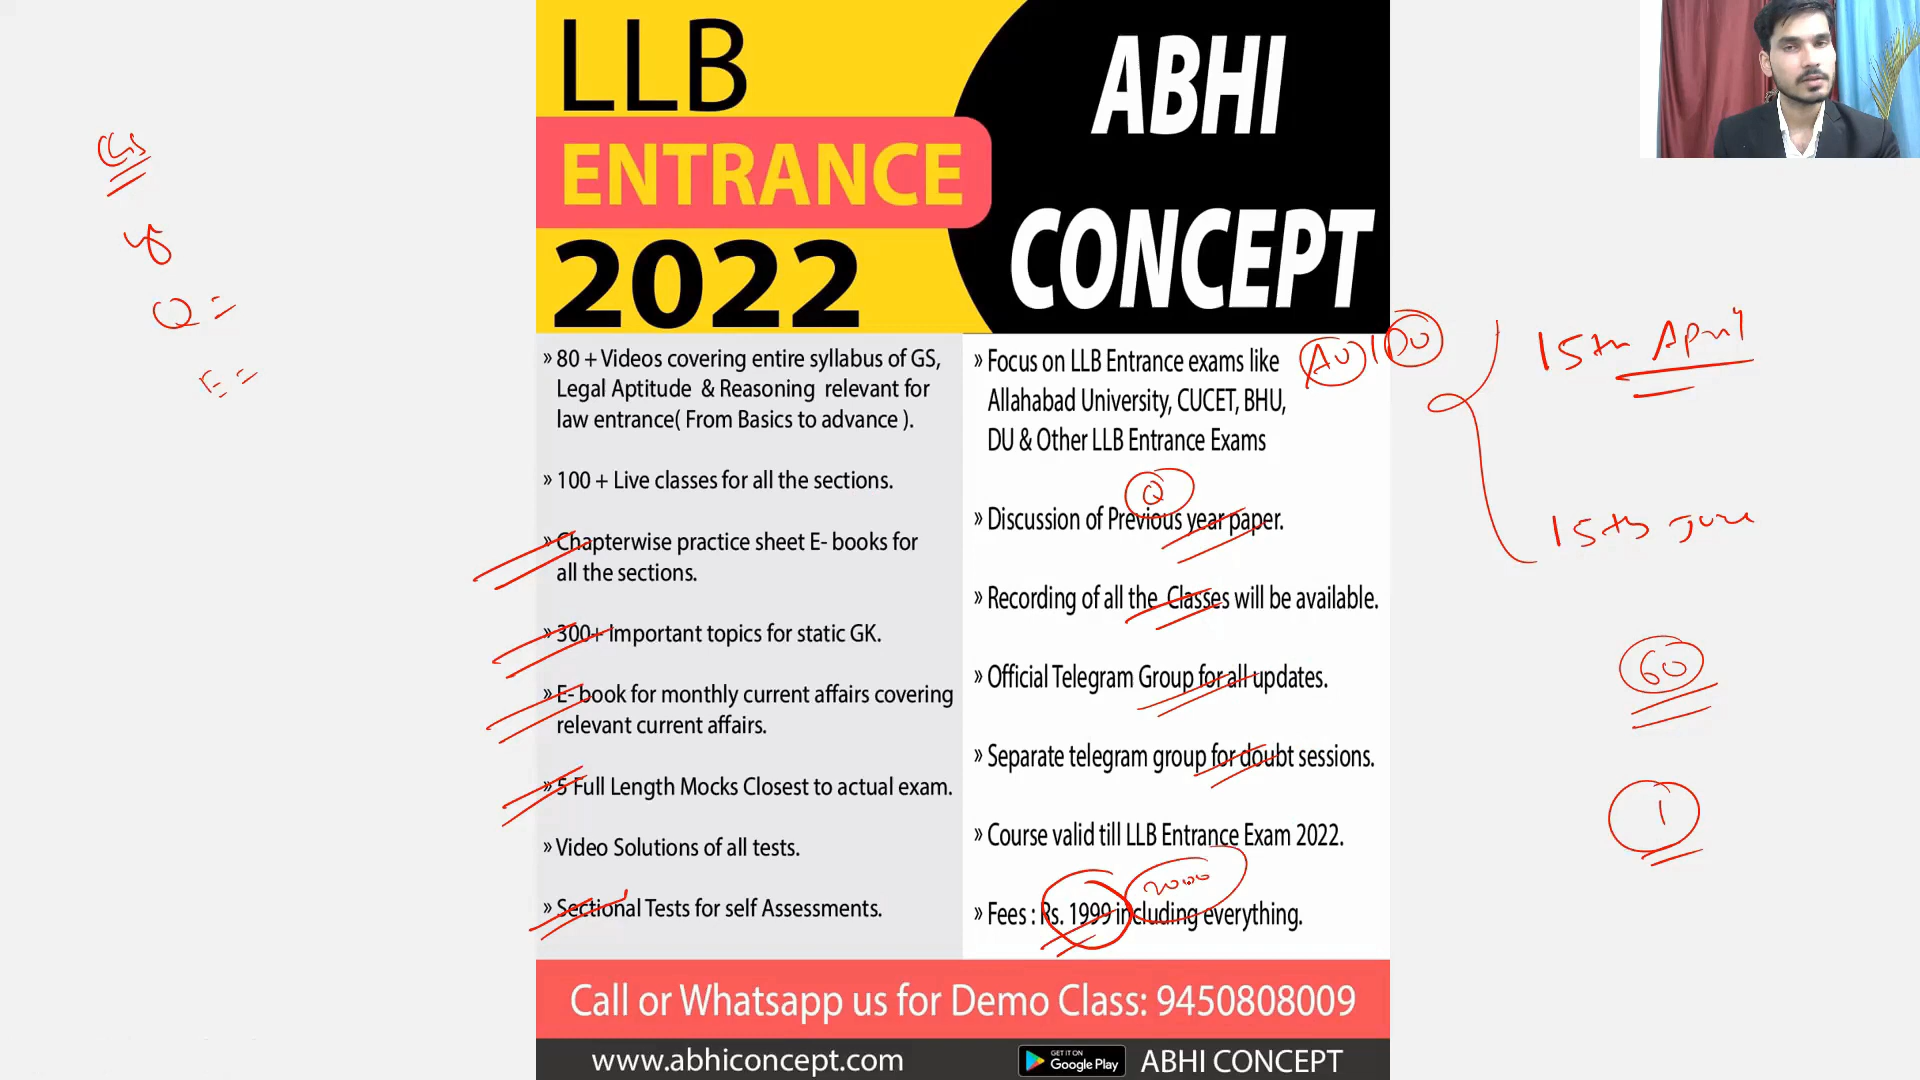 LLB
ENTRANCE
2022
ABHI
CONCEPT
» 80 + Videos covering entire syllabus of GS,
Legal Aptitude & Reasoning relevant for
law entrance( From Basics to advance ).
» 100 + Live classes for all the sections.
» Chapterwise practice sheet E- books for
all the sections.
» 300+ Important topics for static GK.
» E- book for monthly current affairs covering
relevant current affairs.
» 5 Full Length Mocks Closest to actual exam.
» Video Solutions of all tests.
» Sectional Tests for self Assessments.
» Focus on LLB Entrance exams like
Allahabad University, CUCET, BHU,
DU & Other LLB Entrance Exams
» Discussion of Previous year paper.
» Recording of all the Classes will be available.
» Official Telegram Group for all updates.
» Separate telegram group for doubt sessions.
» Course valid till LLB Entrance Exam 2022.
» Fees : Rs. 1999 including everything.
Call or Whatsapp us for Demo Class: 9450808009
www.abhiconcept.com
GET IT ON
Google Play
ABHI CONCEPT
Q =
E =
AU | DU
Q
2000
15th April
15th June
60
1